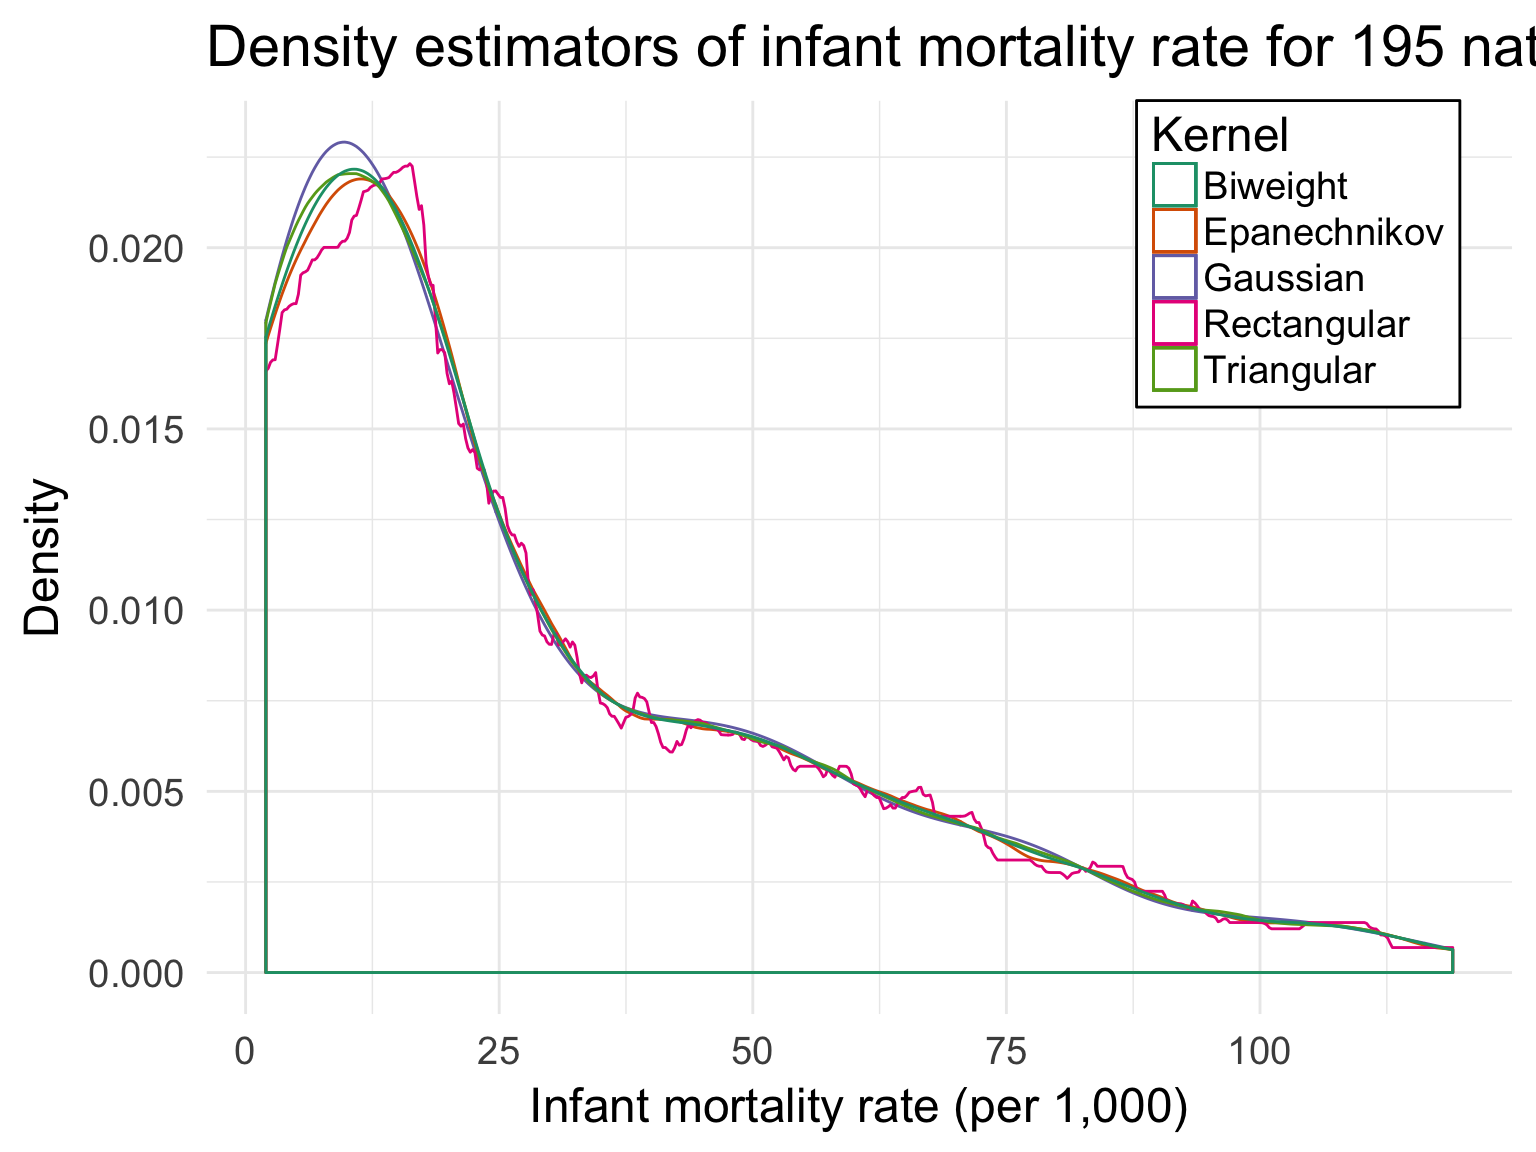 Density estimators of infant mortality rate for 195 nat
Kernel
Biweight
Epanechnikov
Gaussian
Rectangular
Triangular
Density
0.020
0.015
0.010
0.005
0.000
0 25 50 75 100
Infant mortality rate (per 1,000)